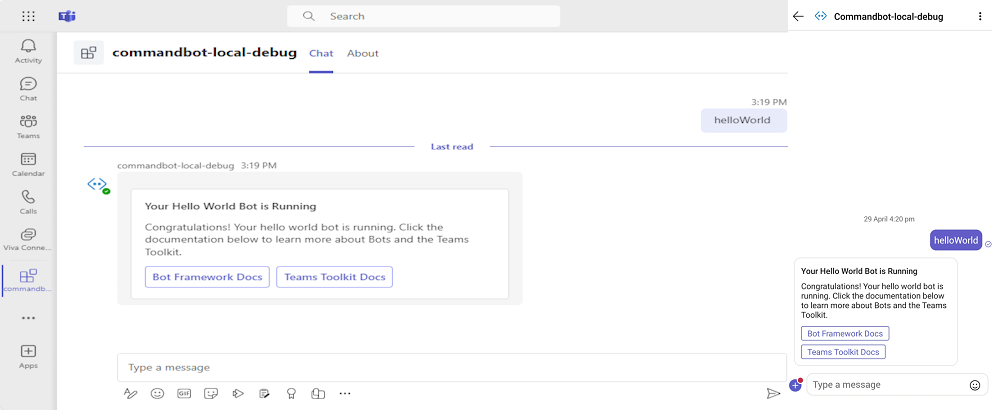 Search
Activity
Chat
Teams
Calendar
Calls
Viva Conne...
commandb...
Apps
commandbot-local-debug Chat About
3:19 PM
helloWorld
Last read
commandbot-local-debug 3:19 PM
Your Hello World Bot is Running
Congratulations! Your hello world bot is running. Click the
documentation below to learn more about Bots and the Teams
Toolkit.
Bot Framework Docs Teams Toolkit Docs
Type a message
GIF
Commandbot-local-debug
29 April 4:20 pm
helloWorld
Your Hello World Bot is Running
Congratulations! Your hello world bot is
running. Click the documentation below
to learn more about Bots and the Teams
Toolkit.
Bot Framework Docs
Teams Toolkit Docs
Type a message